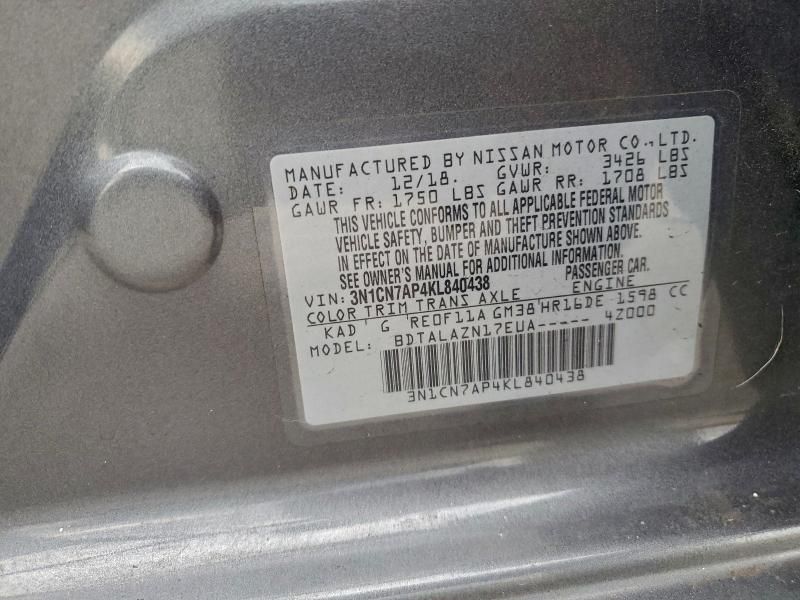 MANUFACTURED BY NISSAN MOTOR CO.,LTD.
DATE: 12/18. GVWR: 3426 LBS
GAWR FR: 1750 LBS GAWR RR: 1708 LBS
THIS VEHICLE CONFORMS TO ALL APPLICABLE FEDERAL MOTOR
VEHICLE SAFETY, BUMPER AND THEFT PREVENTION STANDARDS
IN EFFECT ON THE DATE OF MANUFACTURE SHOWN ABOVE.
SEE OWNER'S MANUAL FOR ADDITIONAL INFORMATION.
VIN: 3N1CN7AP4KL840438 PASSENGER CAR.
COLOR TRIM TRANS AXLE ENGINE
KAD G RE0F11A GM38 HR16DE 1598 CC
MODEL: BDTALAZN17EUA----- 4Z000
3N1CN7AP4KL840438